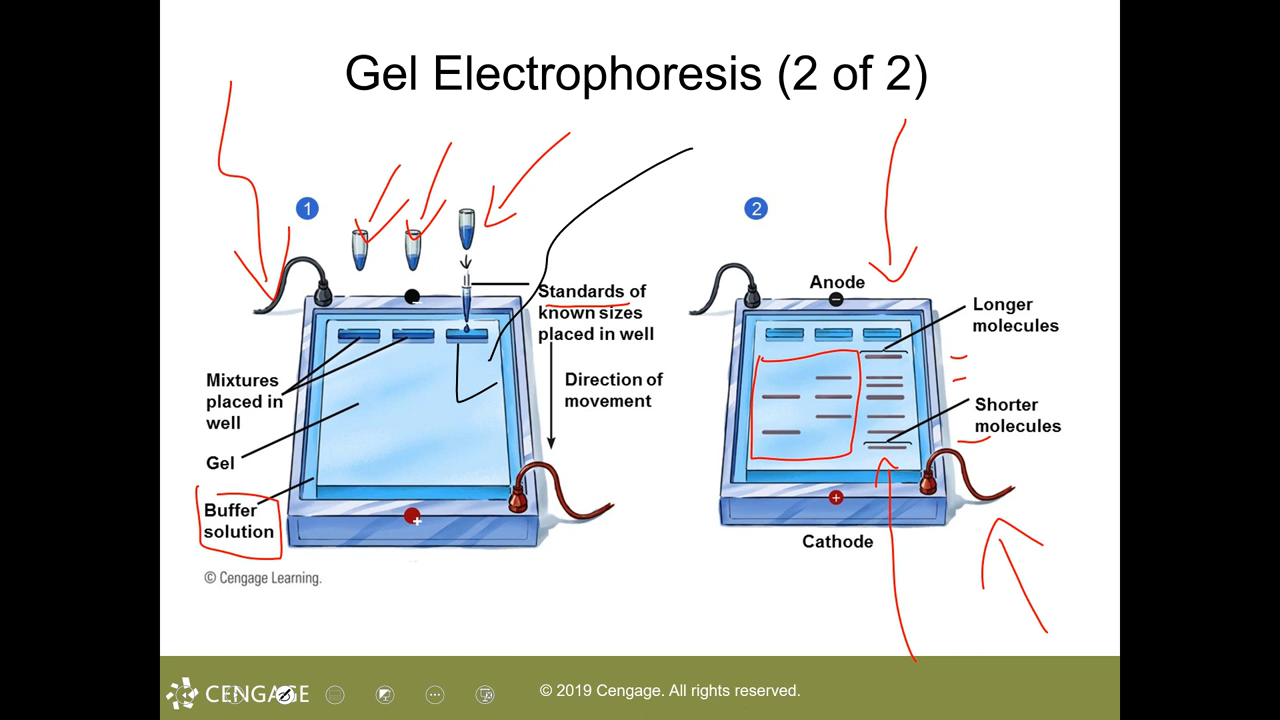 Gel Electrophoresis (2 of 2)
1
Standards of
known sizes
placed in well
Direction of
movement
Mixtures
placed in
well
Gel
Buffer
solution
+
© Cengage Learning.
2
Anode
−
Longer
molecules
Shorter
molecules
+
Cathode
CENGAGE
© 2019 Cengage. All rights reserved.